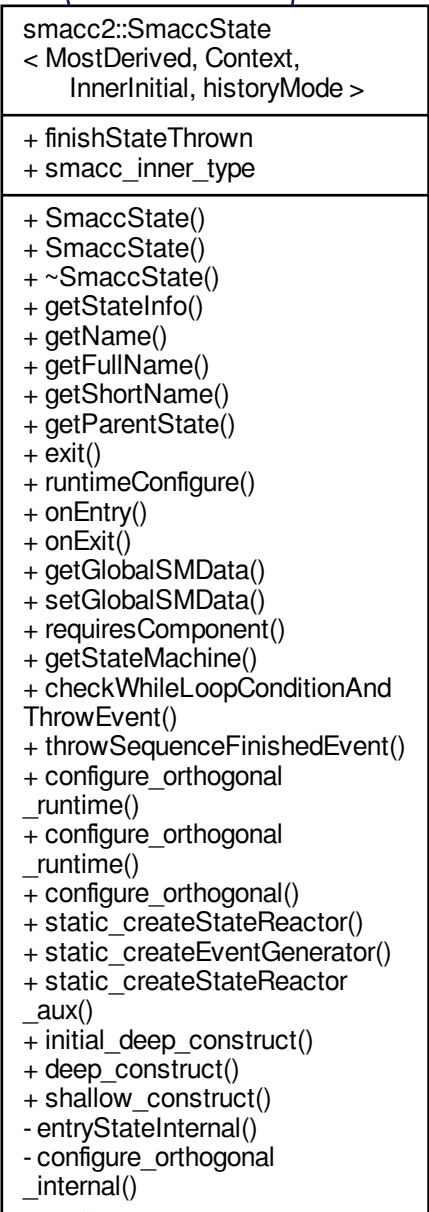 smacc2::SmaccState
< MostDerived, Context,
InnerInitial, historyMode >
+ finishStateThrown
+ smacc_inner_type
+ SmaccState()
+ SmaccState()
+ ~SmaccState()
+ getStateInfo()
+ getName()
+ getFullName()
+ getShortName()
+ getParentState()
+ exit()
+ runtimeConfigure()
+ onEntry()
+ onExit()
+ getGlobalSMData()
+ setGlobalSMData()
+ requiresComponent()
+ getStateMachine()
+ checkWhileLoopConditionAnd
ThrowEvent()
+ throwSequenceFinishedEvent()
+ configure_orthogonal
_runtime()
+ configure_orthogonal
_runtime()
+ configure_orthogonal()
+ static_createStateReactor()
+ static_createEventGenerator()
+ static_createStateReactor
_aux()
+ initial_deep_construct()
+ deep_construct()
+ shallow_construct()
- entryStateInternal()
- configure_orthogonal
_internal()